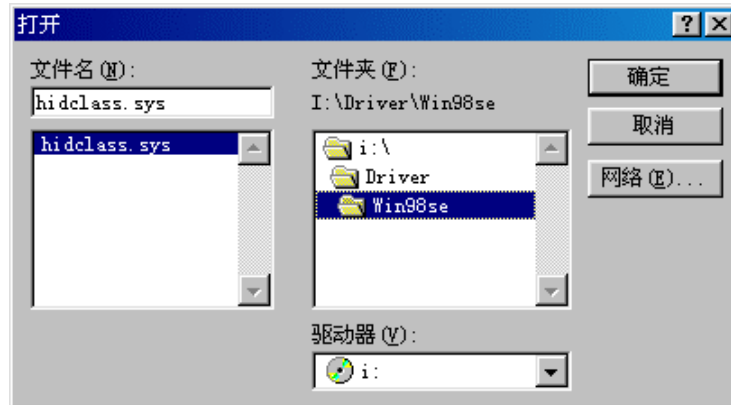 打开
文件名(N):
hidclass.sys
hidclass.sys
文件夹(F):
I:\Driver\Win98se
i:\
Driver
Win98se
驱动器(V):
i:
确定
取消
网络(E)...